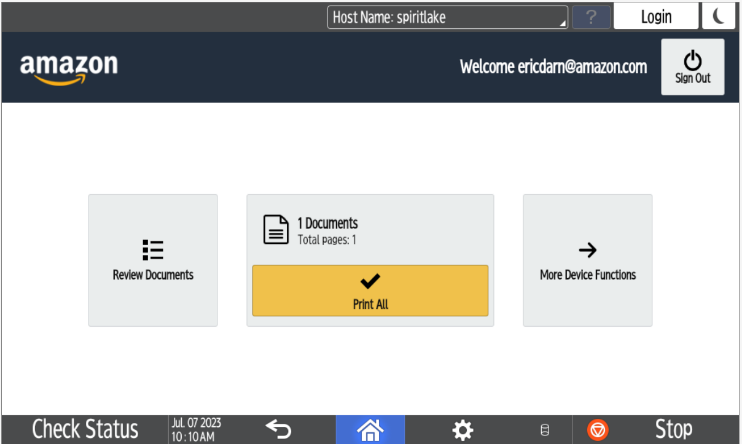 Host Name: spiritlake
?
Login
amazon
Welcome ericdarn@amazon.com
Sign Out
1 Documents
Total pages: 1
Review Documents
Print All
More Device Functions
Check Status
Jul. 07 2023
10:10AM
Stop